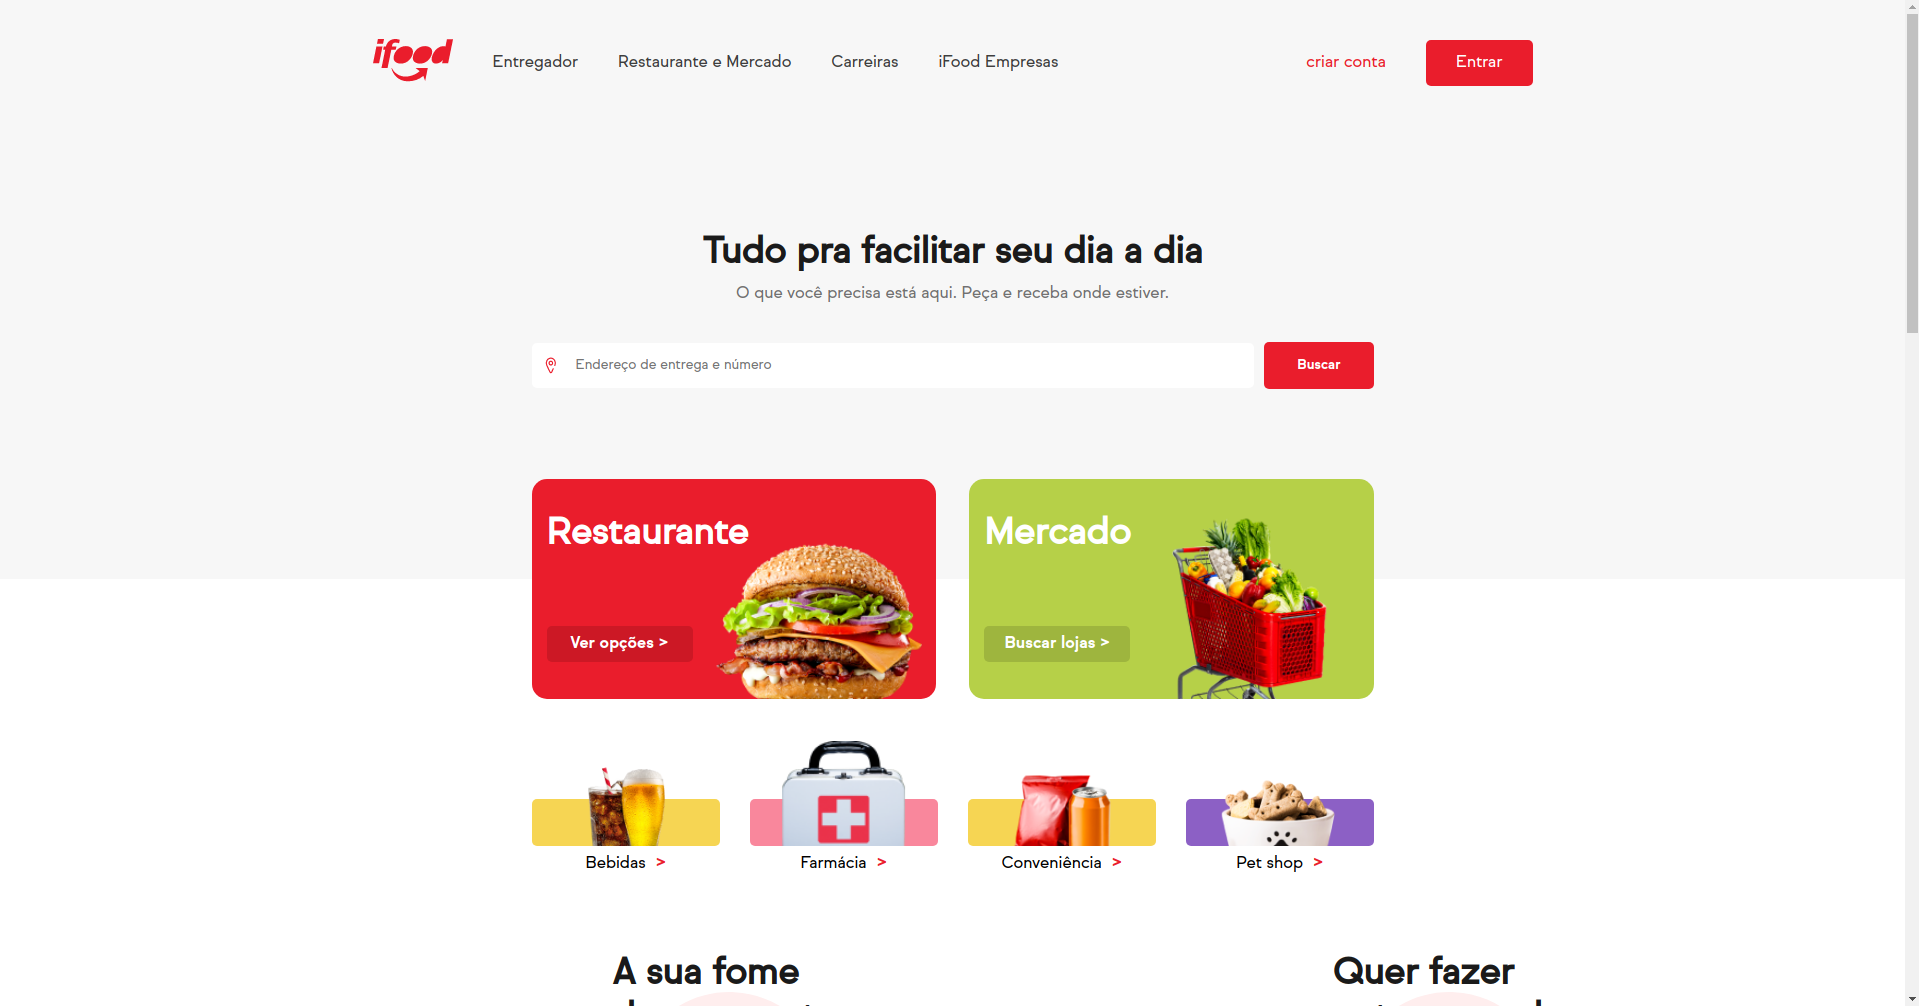 ifood
Entregador
Restaurante e Mercado
Carreiras
iFood Empresas
criar conta
Entrar
Tudo pra facilitar seu dia a dia
O que você precisa está aqui. Peça e receba onde estiver.
Endereço de entrega e número
Buscar
Restaurante
Ver opções >
Mercado
Buscar lojas >
Bebidas >
Farmácia >
Conveniência >
Pet shop >
A sua fome
Quer fazer